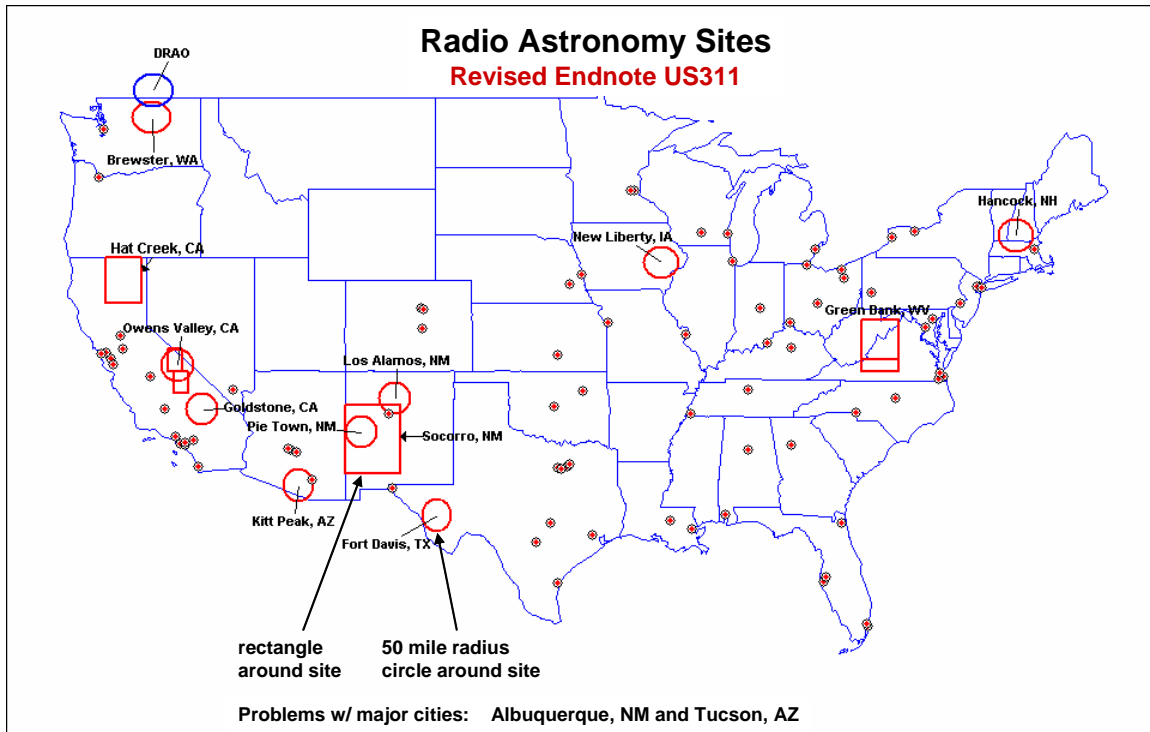 Radio Astronomy Sites
Revised Endnote US311
DRAO
Brewster, WA
Hancock, NH
Hat Creek, CA
New Liberty, IA
Green Bank, WV
Owens Valley, CA
Los Alamos, NM
Goldstone, CA
Pie Town, NM
Socorro, NM
Kitt Peak, AZ
Fort Davis, TX
rectangle
around site
50 mile radius
circle around site
Problems w/ major cities: Albuquerque, NM and Tucson, AZ